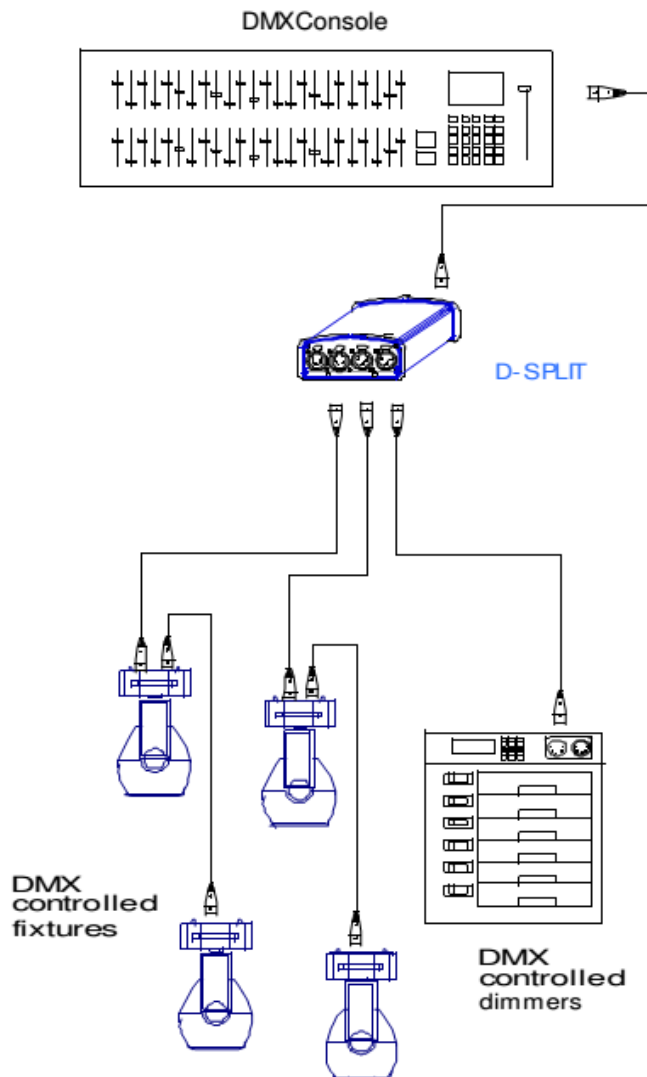 DMXConsole
D-SPLIT
DMX
controlled
fixtures
DMX
controlled
dimmers